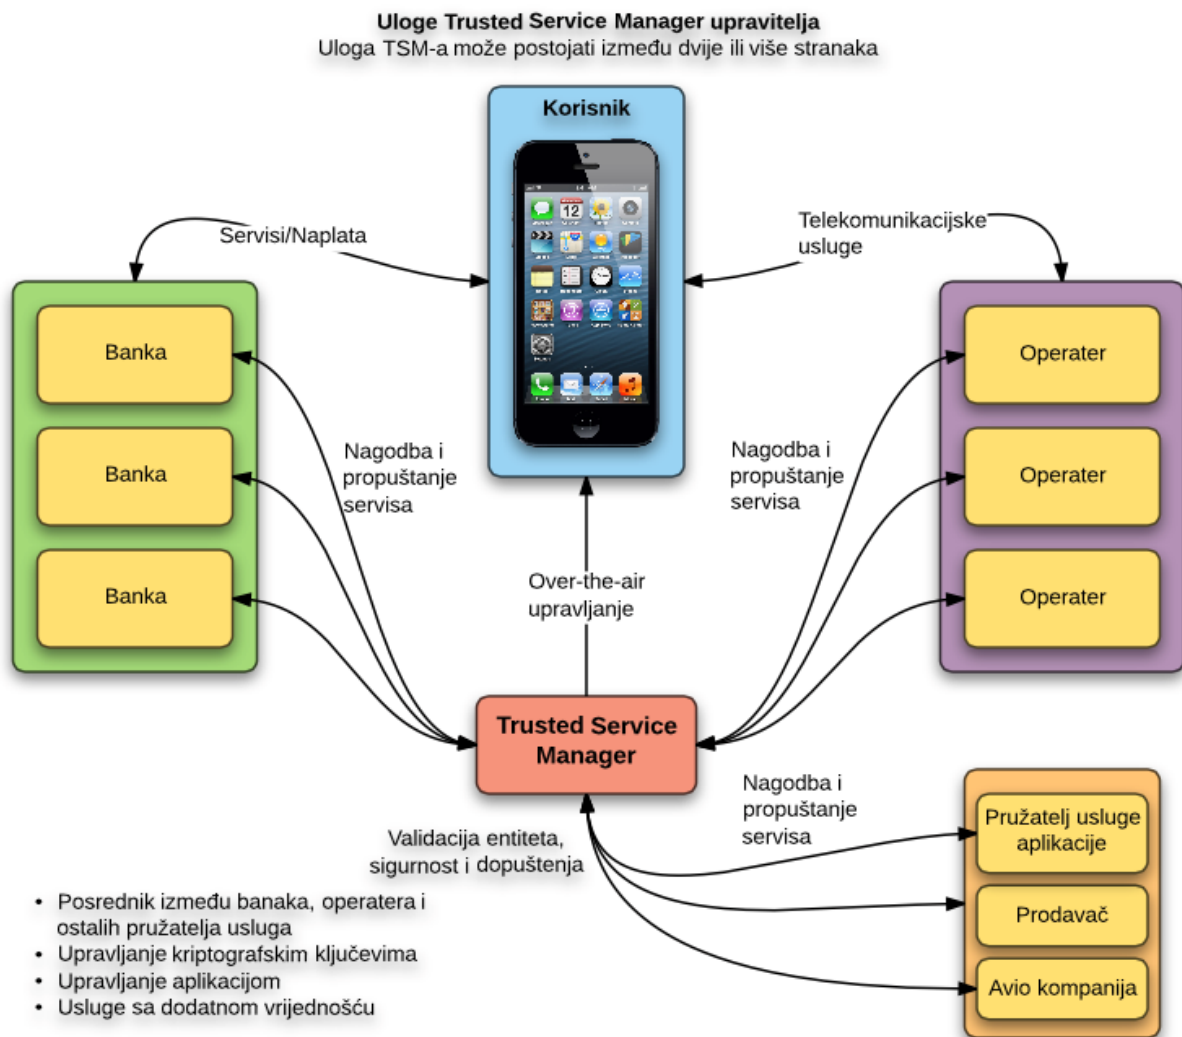 Uloge Trusted Service Manager upravitelja
Uloga TSM-a može postojati između dvije ili više stranaka
Korisnik
12
Servisi/Naplata
Telekomunikacijske
usluge
Banka
Banka
Banka
Operater
Operater
Operater
Nagodba i
propuštanje
servisa
Nagodba i
propuštanje
servisa
Over-the-air
upravljanje
Trusted Service
Manager
Nagodba i
propuštanje
servisa
Validacija entiteta,
sigurnost i dopuštenja
Pružatelj usluge
aplikacije
Prodavač
Avio kompanija
• Posrednik između banaka, operatera i
ostalih pružatelja usluga
• Upravljanje kriptografskim ključevima
• Upravljanje aplikacijom
• Usluge sa dodatnom vrijednošću